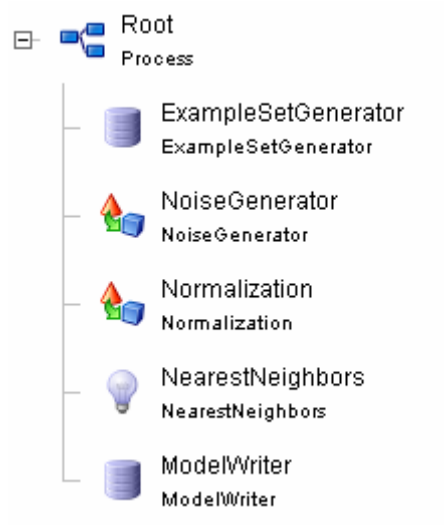 Root
Process
ExampleSetGenerator
ExampleSetGenerator
NoiseGenerator
NoiseGenerator
Normalization
Normalization
NearestNeighbors
NearestNeighbors
ModelWriter
ModelWriter